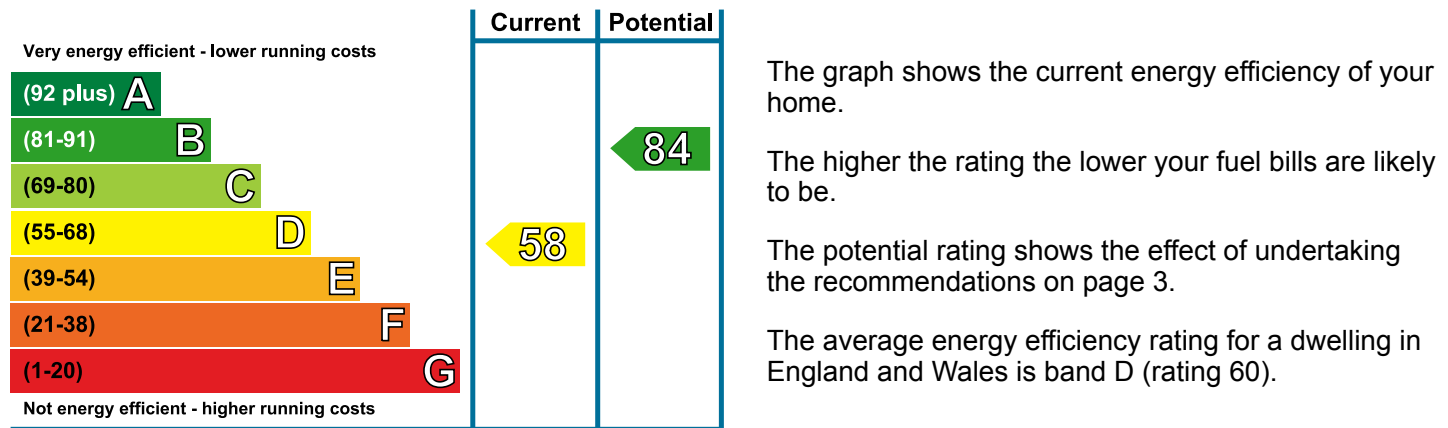 Current Potential
Very energy efficient - lower running costs
(92 plus) A
(81-91) B
84
(69-80) C
(55-68) D
58
(39-54) E
(21-38) F
(1-20) G
Not energy efficient - higher running costs
The graph shows the current energy efficiency of your
home.
The higher the rating the lower your fuel bills are likely
to be.
The potential rating shows the effect of undertaking
the recommendations on page 3.
The average energy efficiency rating for a dwelling in
England and Wales is band D (rating 60).